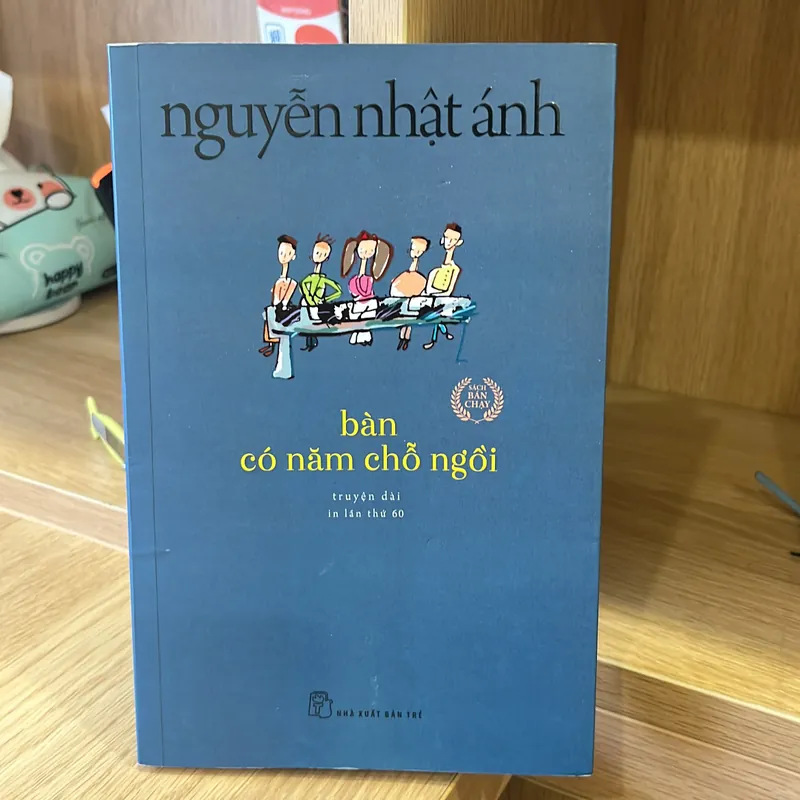 nguyễn nhật ánh
SÁCH
BÁN
CHẠY
bàn
có năm chỗ ngồi
truyện dài
in lần thứ 60
NHÀ XUẤT BẢN TRẺ
happy